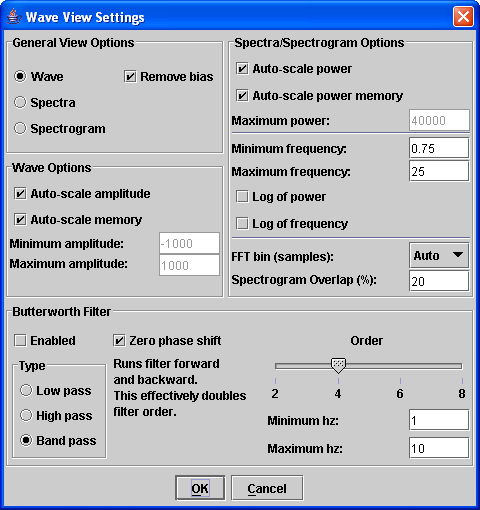 Wave View Settings
General View Options
Wave
Remove bias
Spectra
Spectrogram
Wave Options
Auto-scale amplitude
Auto-scale memory
Minimum amplitude: -1000
Maximum amplitude: 1000
Spectra/Spectrogram Options
Auto-scale power
Auto-scale power memory
Maximum power: 40000
Minimum frequency: 0.75
Maximum frequency: 25
Log of power
Log of frequency
FFT bin (samples): Auto
Spectrogram Overlap (%): 20
Butterworth Filter
Enabled
Zero phase shift
Type
Low pass
High pass
Band pass
Runs filter forward
and backward.
This effectively doubles
filter order.
Order
2 4 6 8
Minimum hz: 1
Maximum hz: 10
OK
Cancel